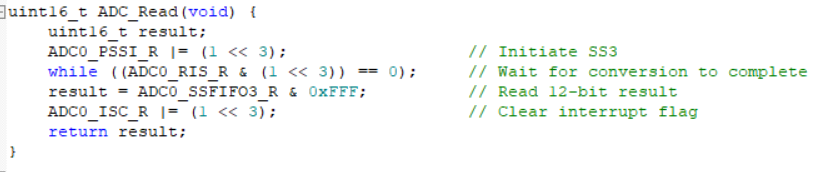 uint16_t ADC_Read(void) {
    uint16_t result;
    ADC0_PSSI_R |= (1 << 3);                  // Initiate SS3
    while ((ADC0_RIS_R & (1 << 3)) == 0);     // Wait for conversion to complete
    result = ADC0_SSFIFO3_R & 0xFFF;          // Read 12-bit result
    ADC0_ISC_R |= (1 << 3);                   // Clear interrupt flag
    return result;
}